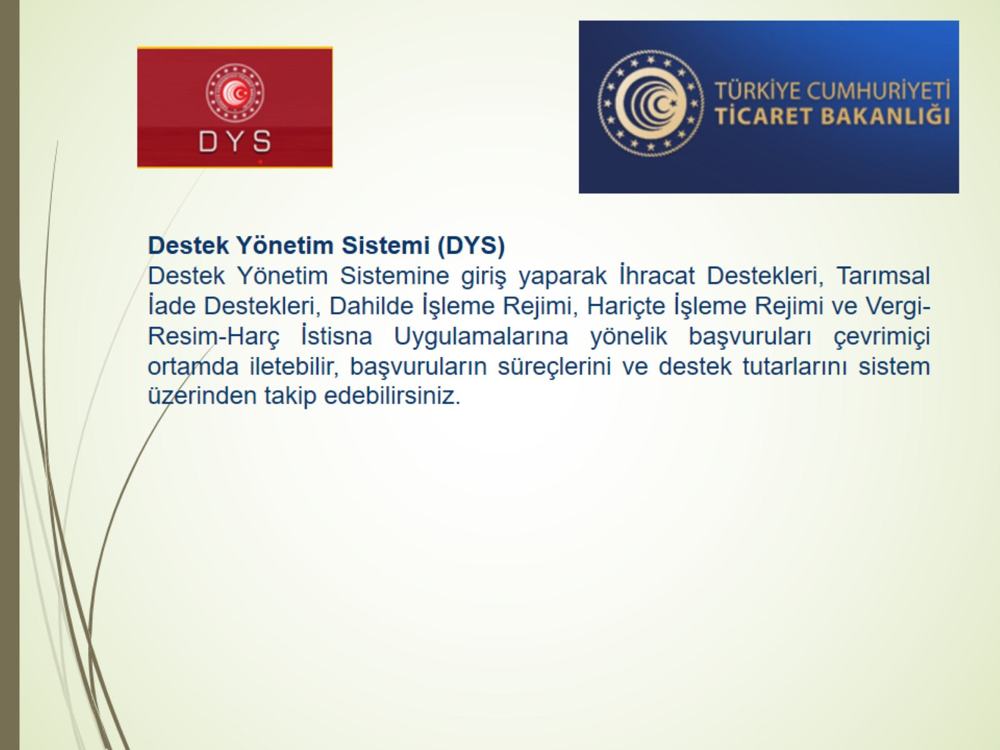 DYS
TÜRKİYE CUMHURİYETİ
TİCARET BAKANLIĞI
Destek Yönetim Sistemi (DYS)
Destek Yönetim Sistemine giriş yaparak İhracat Destekleri, Tarımsal
İade Destekleri, Dahilde İşleme Rejimi, Hariçte İşleme Rejimi ve Vergi-
Resim-Harç İstisna Uygulamalarına yönelik başvuruları çevrimiçi
ortamda iletebilir, başvuruların süreçlerini ve destek tutarlarını sistem
üzerinden takip edebilirsiniz.